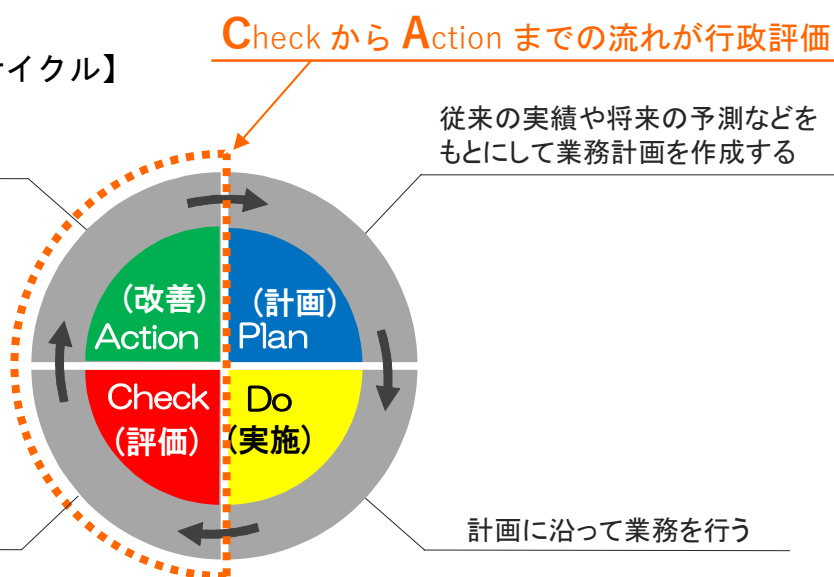 Check から Action までの流れが行政評価
イクル】
従来の実績や将来の予測などを
もとにして業務計画を作成する
(改善)
Action
(計画)
Plan
Check
(評価)
Do
(実施)
計画に沿って業務を行う